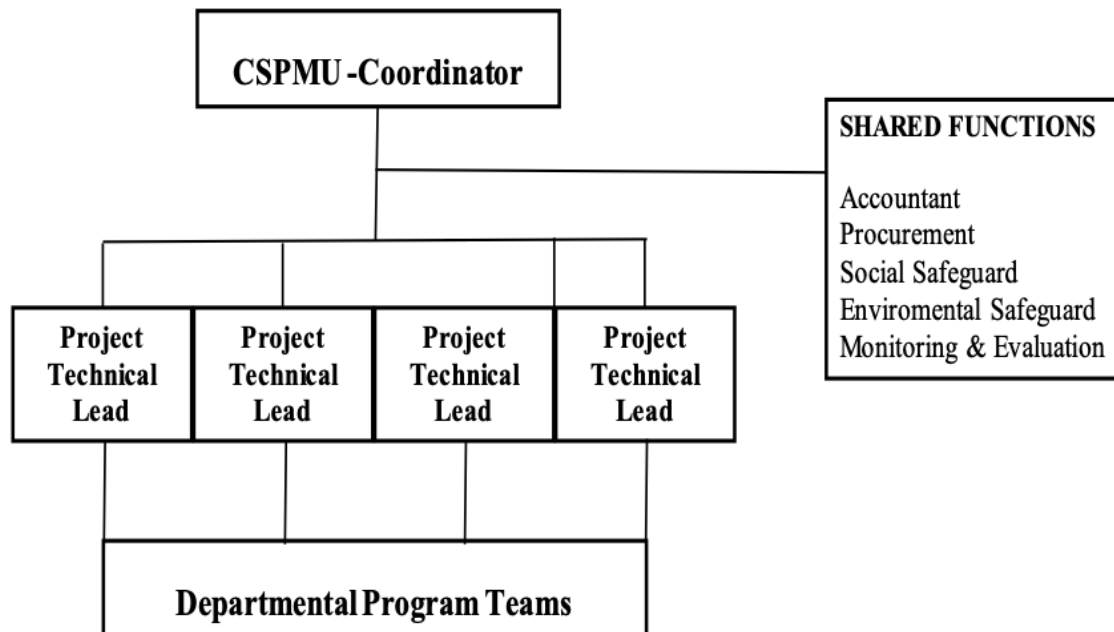 CSPMU -Coordinator
SHARED FUNCTIONS
Accountant
Procurement
Social Safeguard
Enviromental Safeguard
Monitoring & Evaluation
Project
Technical
Lead
Project
Technical
Lead
Project
Technical
Lead
Project
Technical
Lead
Departmental Program Teams